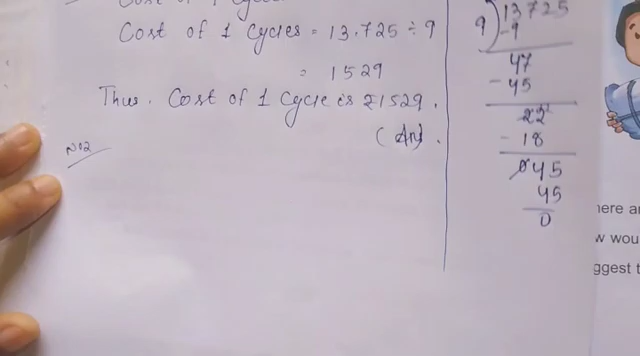 Cost of 1 Cycles = 13.725 ÷ 9
= 1529
Thus. Cost of 1 Cycle is ₹1529.
(Ans).
No2
9) 13725
- 9
47
- 45
22
- 18
045
45
0
here a
w wou
ggest t